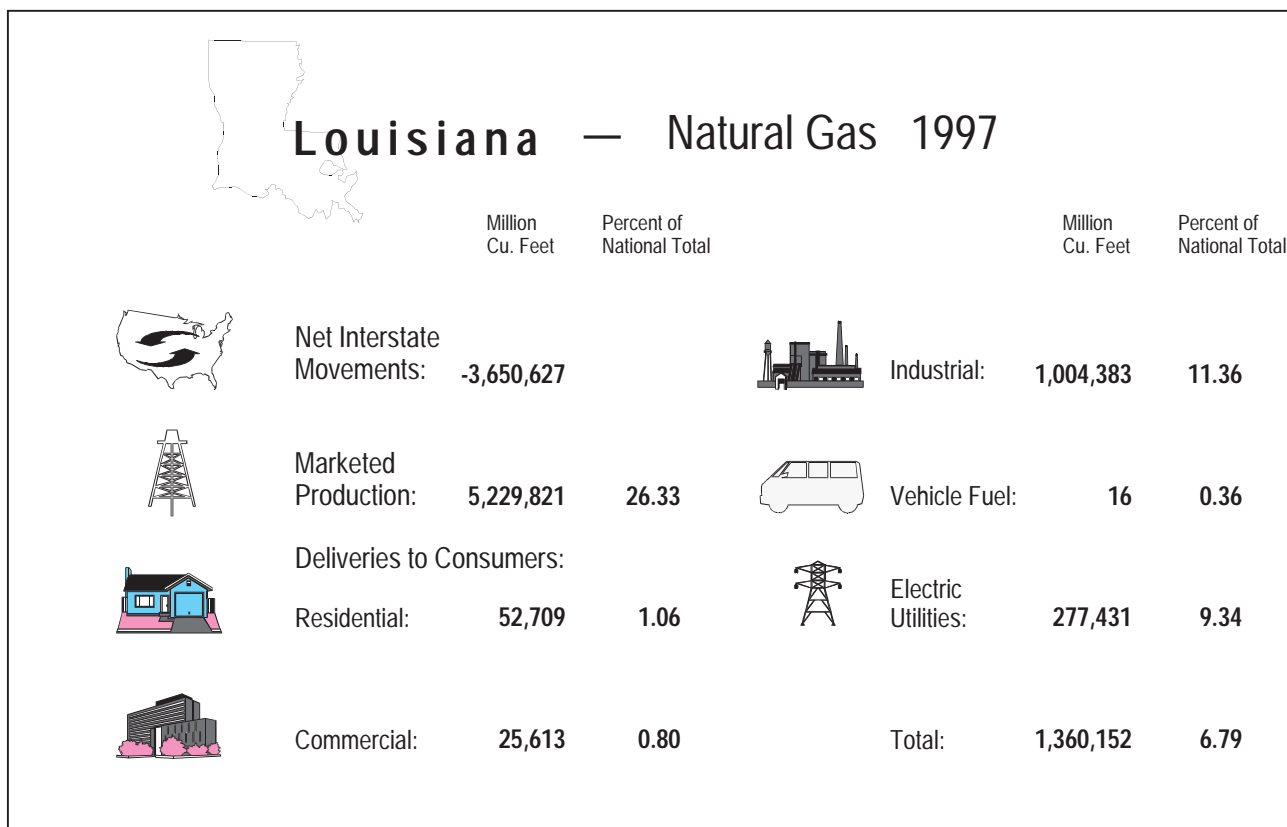 Louisiana — Natural Gas 1997
Million Cu. Feet
Percent of National Total
Million Cu. Feet
Percent of National Total
Net Interstate
Movements: -3,650,627
Industrial: 1,004,383 11.36
Marketed
Production: 5,229,821 26.33
Vehicle Fuel: 16 0.36
Deliveries to Consumers:
Residential: 52,709 1.06
Electric
Utilities: 277,431 9.34
Commercial: 25,613 0.80
Total: 1,360,152 6.79